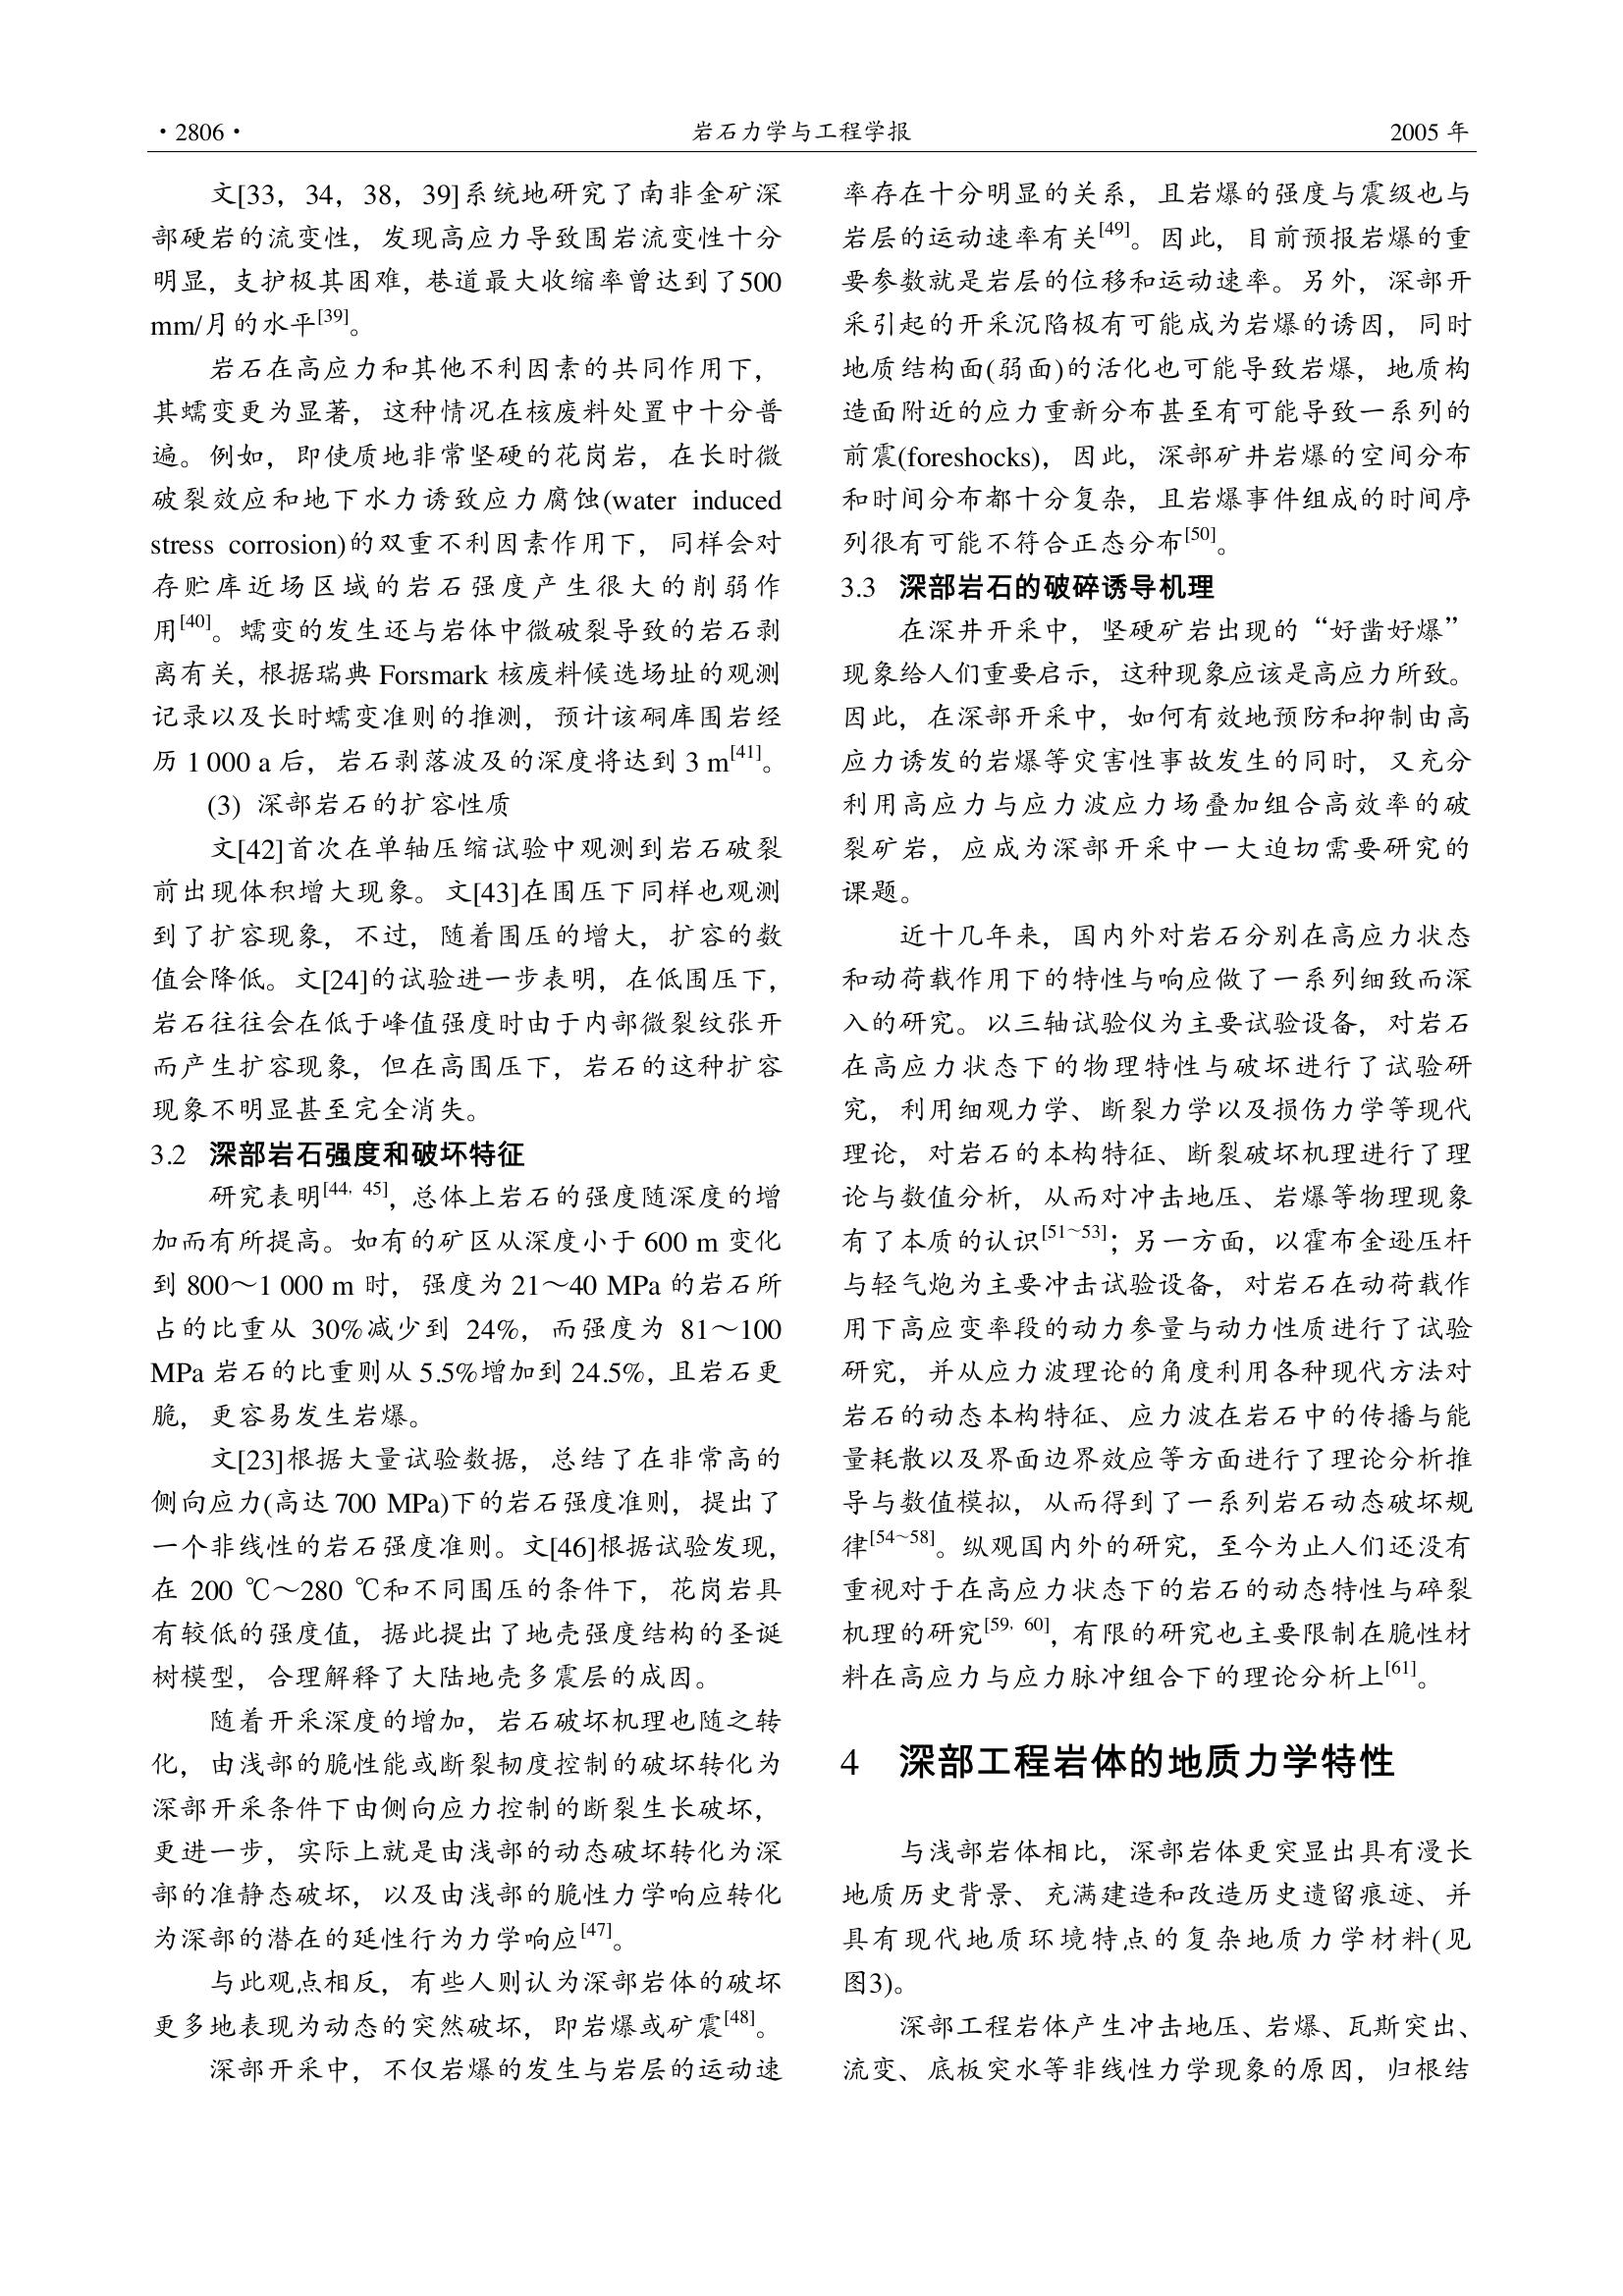 ·2806·
岩石力学与工程学报
2005 年
文[33，34，38，39]系统地研究了南非金矿深
部硬岩的流变性，发现高应力导致围岩流变性十分
明显，支护极其困难，巷道最大收缩率曾达到了500
mm/月的水平[39]。
岩石在高应力和其他不利因素的共同作用下，
其蠕变更为显著，这种情况在核废料处置中十分普
遍。例如，即使质地非常坚硬的花岗岩，在长时微
破裂效应和地下水力诱致应力腐蚀(water induced
stress corrosion)的双重不利因素作用下，同样会对
存贮库近场区域的岩石强度产生很大的削弱作
用[40]。蠕变的发生还与岩体中微破裂导致的岩石剥
离有关，根据瑞典 Forsmark 核废料候选场址的观测
记录以及长时蠕变准则的推测，预计该硐库围岩经
历 1 000 a 后，岩石剥落波及的深度将达到 3 m[41]。
(3) 深部岩石的扩容性质
文[42]首次在单轴压缩试验中观测到岩石破裂
前出现体积增大现象。文[43]在围压下同样也观测
到了扩容现象，不过，随着围压的增大，扩容的数
值会降低。文[24]的试验进一步表明，在低围压下，
岩石往往会在低于峰值强度时由于内部微裂纹张开
而产生扩容现象，但在高围压下，岩石的这种扩容
现象不明显甚至完全消失。
3.2 深部岩石强度和破坏特征
研究表明[44，45]，总体上岩石的强度随深度的增
加而有所提高。如有的矿区从深度小于 600 m 变化
到 800～1 000 m 时，强度为 21～40 MPa 的岩石所
占的比重从 30%减少到 24%，而强度为 81～100
MPa 岩石的比重则从 5.5%增加到 24.5%，且岩石更
脆，更容易发生岩爆。
文[23]根据大量试验数据，总结了在非常高的
侧向应力(高达 700 MPa)下的岩石强度准则，提出了
一个非线性的岩石强度准则。文[46]根据试验发现，
在 200 ℃～280 ℃和不同围压的条件下，花岗岩具
有较低的强度值，据此提出了地壳强度结构的圣诞
树模型，合理解释了大陆地壳多震层的成因。
随着开采深度的增加，岩石破坏机理也随之转
化，由浅部的脆性能或断裂韧度控制的破坏转化为
深部开采条件下由侧向应力控制的断裂生长破坏，
更进一步，实际上就是由浅部的动态破坏转化为深
部的准静态破坏，以及由浅部的脆性力学响应转化
为深部的潜在的延性行为力学响应[47]。
与此观点相反，有些人则认为深部岩体的破坏
更多地表现为动态的突然破坏，即岩爆或矿震[48]。
深部开采中，不仅岩爆的发生与岩层的运动速
率存在十分明显的关系，且岩爆的强度与震级也与
岩层的运动速率有关[49]。因此，目前预报岩爆的重
要参数就是岩层的位移和运动速率。另外，深部开
采引起的开采沉陷极有可能成为岩爆的诱因，同时
地质结构面(弱面)的活化也可能导致岩爆，地质构
造面附近的应力重新分布甚至有可能导致一系列的
前震(foreshocks)，因此，深部矿井岩爆的空间分布
和时间分布都十分复杂，且岩爆事件组成的时间序
列很有可能不符合正态分布[50]。
3.3 深部岩石的破碎诱导机理
在深井开采中，坚硬矿岩出现的“好凿好爆”
现象给人们重要启示，这种现象应该是高应力所致。
因此，在深部开采中，如何有效地预防和抑制由高
应力诱发的岩爆等灾害性事故发生的同时，又充分
利用高应力与应力波应力场叠加组合高效率的破
裂矿岩，应成为深部开采中一大迫切需要研究的
课题。
近十几年来，国内外对岩石分别在高应力状态
和动荷载作用下的特性与响应做了一系列细致而深
入的研究。以三轴试验仪为主要试验设备，对岩石
在高应力状态下的物理特性与破坏进行了试验研
究，利用细观力学、断裂力学以及损伤力学等现代
理论，对岩石的本构特征、断裂破坏机理进行了理
论与数值分析，从而对冲击地压、岩爆等物理现象
有了本质的认识[51～53]；另一方面，以霍布金逊压杆
与轻气炮为主要冲击试验设备，对岩石在动荷载作
用下高应变率段的动力参量与动力性质进行了试验
研究，并从应力波理论的角度利用各种现代方法对
岩石的动态本构特征、应力波在岩石中的传播与能
量耗散以及界面边界效应等方面进行了理论分析推
导与数值模拟，从而得到了一系列岩石动态破坏规
律[54～58]。纵观国内外的研究，至今为止人们还没有
重视对于在高应力状态下的岩石的动态特性与碎裂
机理的研究[59，60]，有限的研究也主要限制在脆性材
料在高应力与应力脉冲组合下的理论分析上[61]。
4 深部工程岩体的地质力学特性
与浅部岩体相比，深部岩体更突显出具有漫长
地质历史背景、充满建造和改造历史遗留痕迹、并
具有现代地质环境特点的复杂地质力学材料(见
图3)。
深部工程岩体产生冲击地压、岩爆、瓦斯突出、
流变、底板突水等非线性力学现象的原因，归根结